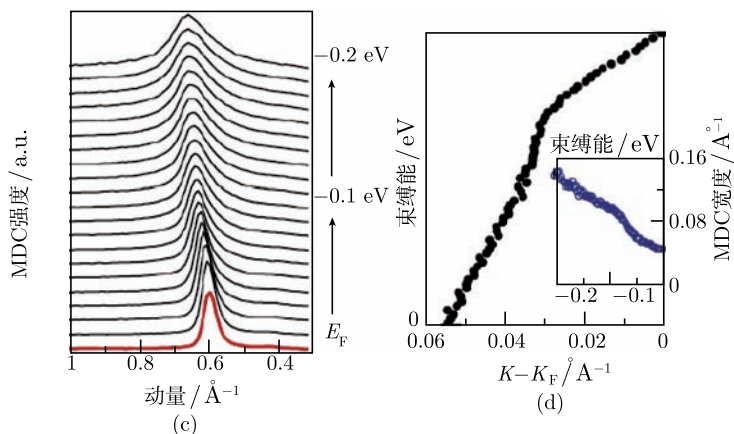 MDC强度/a.u.
−0.2 eV
−0.1 eV
E_F
1
0.8
0.6
0.4
动量/Å⁻¹
(c)
束缚能/eV
0
0.06
0.04
0.02
0
K−K_F/Å⁻¹
(d)
束缚能/eV
0.16
0.08
0
−0.2
−0.1
MDC宽度/Å⁻¹